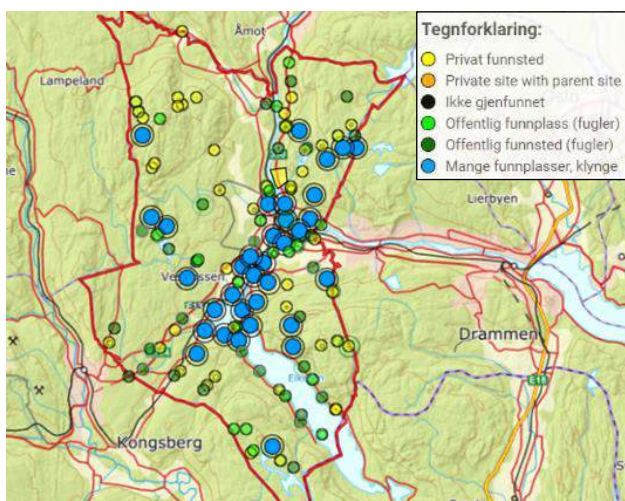 Åmot
Lampeland
Tegnforklaring:
Privat funnsted
Private site with parent site
Ikke gjenfunnet
Offentlig funnplass (fugler)
Offentlig funnsted (fugler)
Mange funnplasser, klynge
Lierbyen
Drammen
E18
Kongsberg